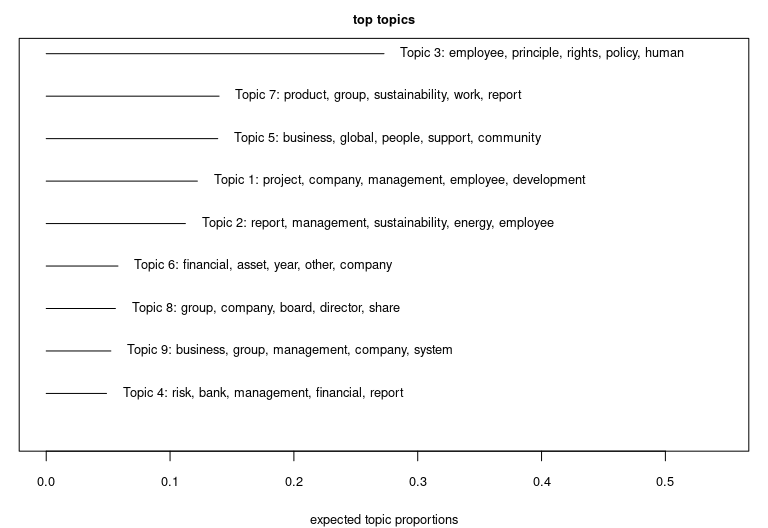 top topics
Topic 3: employee, principle, rights, policy, human
Topic 7: product, group, sustainability, work, report
Topic 5: business, global, people, support, community
Topic 1: project, company, management, employee, development
Topic 2: report, management, sustainability, energy, employee
Topic 6: financial, asset, year, other, company
Topic 8: group, company, board, director, share
Topic 9: business, group, management, company, system
Topic 4: risk, bank, management, financial, report
0.0 0.1 0.2 0.3 0.4 0.5
expected topic proportions